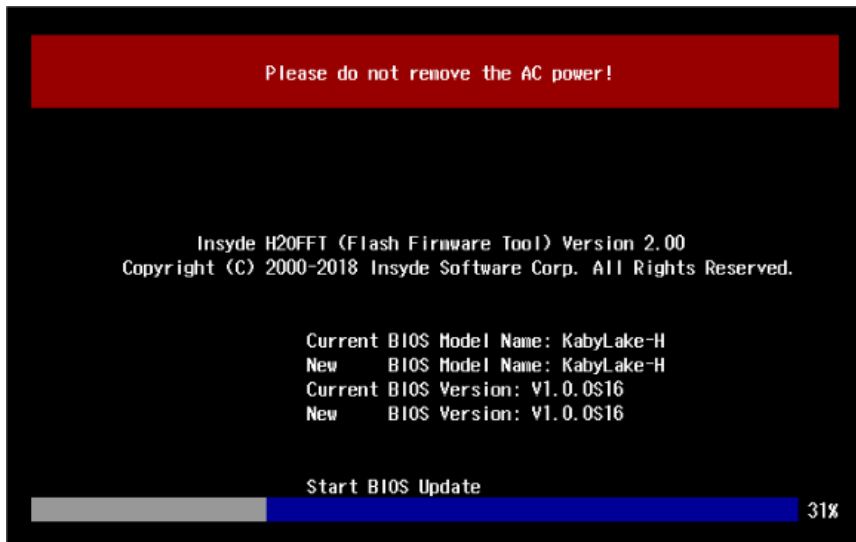 Please do not remove the AC power!
Insyde H2OFFT (Flash Firmware Tool) Version 2.00
Copyright (C) 2000-2018 Insyde Software Corp. All Rights Reserved.
Current BIOS Model Name: KabyLake-H
New BIOS Model Name: KabyLake-H
Current BIOS Version: V1.0.0S16
New BIOS Version: V1.0.0S16
Start BIOS Update
31%